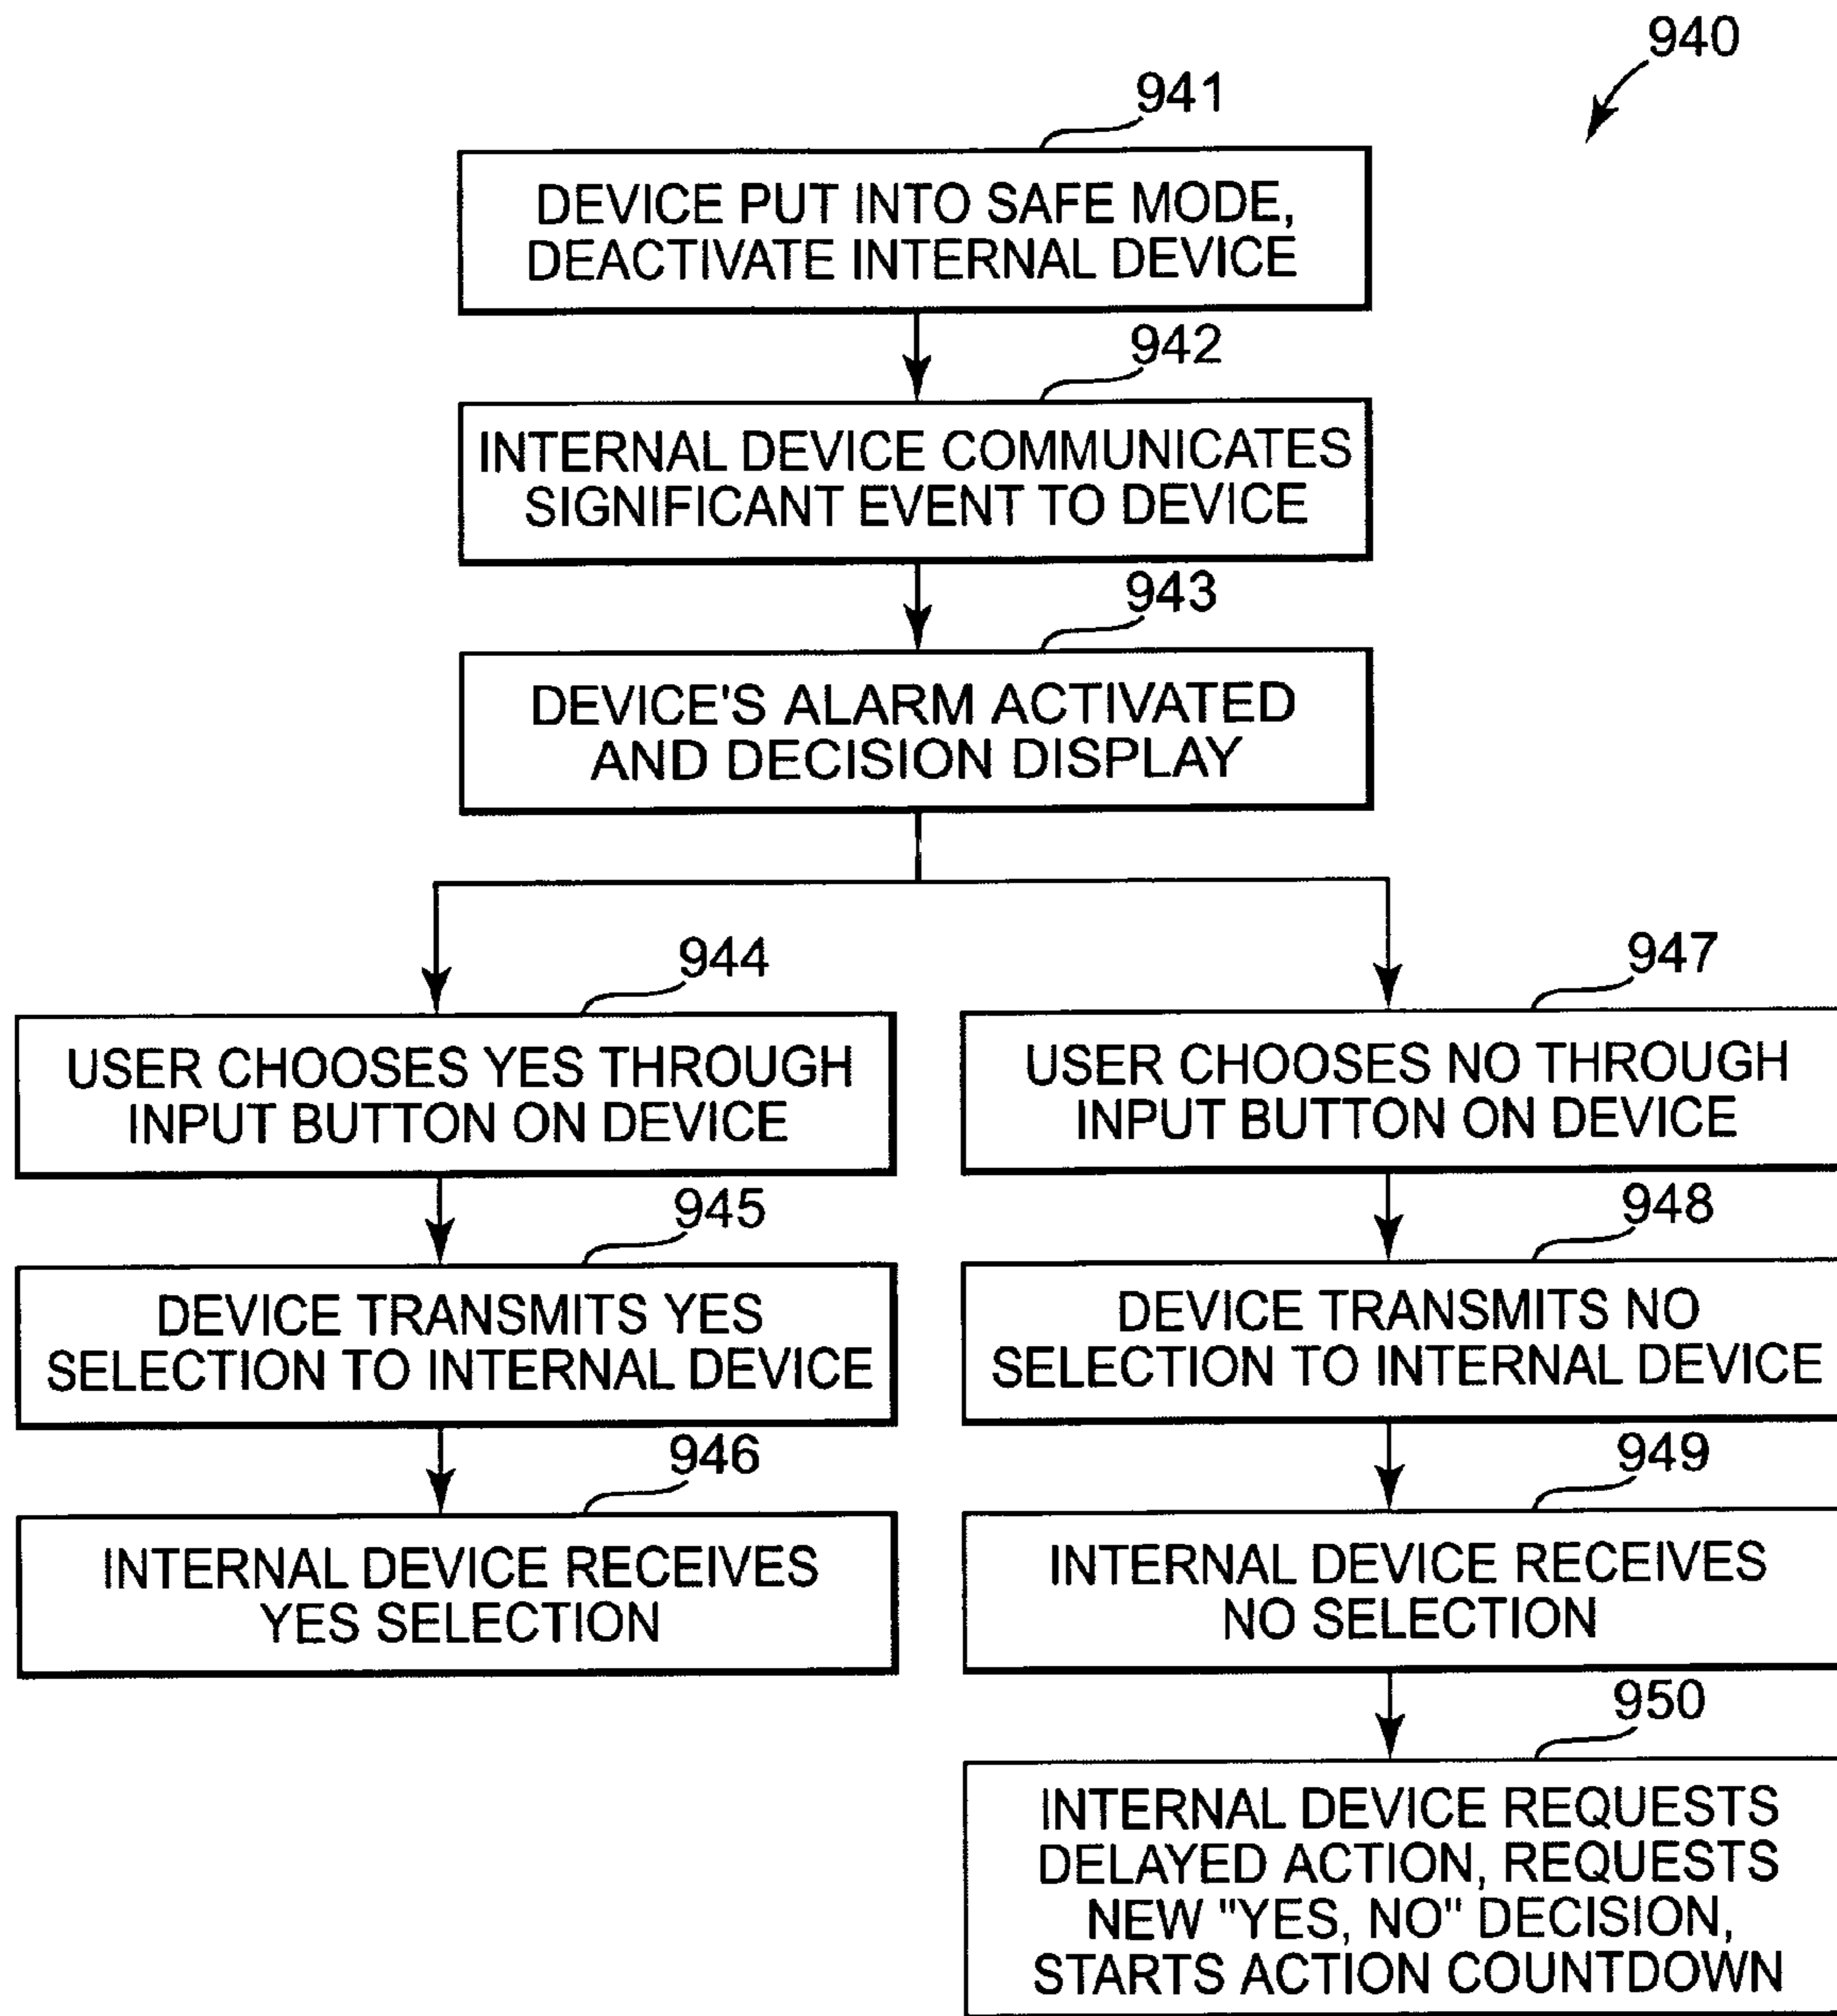 940
941
DEVICE PUT INTO SAFE MODE,
DEACTIVATE INTERNAL DEVICE
942
INTERNAL DEVICE COMMUNICATES
SIGNIFICANT EVENT TO DEVICE
943
DEVICE'S ALARM ACTIVATED
AND DECISION DISPLAY
944
USER CHOOSES YES THROUGH
INPUT BUTTON ON DEVICE
945
DEVICE TRANSMITS YES
SELECTION TO INTERNAL DEVICE
946
INTERNAL DEVICE RECEIVES
YES SELECTION
947
USER CHOOSES NO THROUGH
INPUT BUTTON ON DEVICE
948
DEVICE TRANSMITS NO
SELECTION TO INTERNAL DEVICE
949
INTERNAL DEVICE RECEIVES
NO SELECTION
950
INTERNAL DEVICE REQUESTS
DELAYED ACTION, REQUESTS
NEW "YES, NO" DECISION,
STARTS ACTION COUNTDOWN